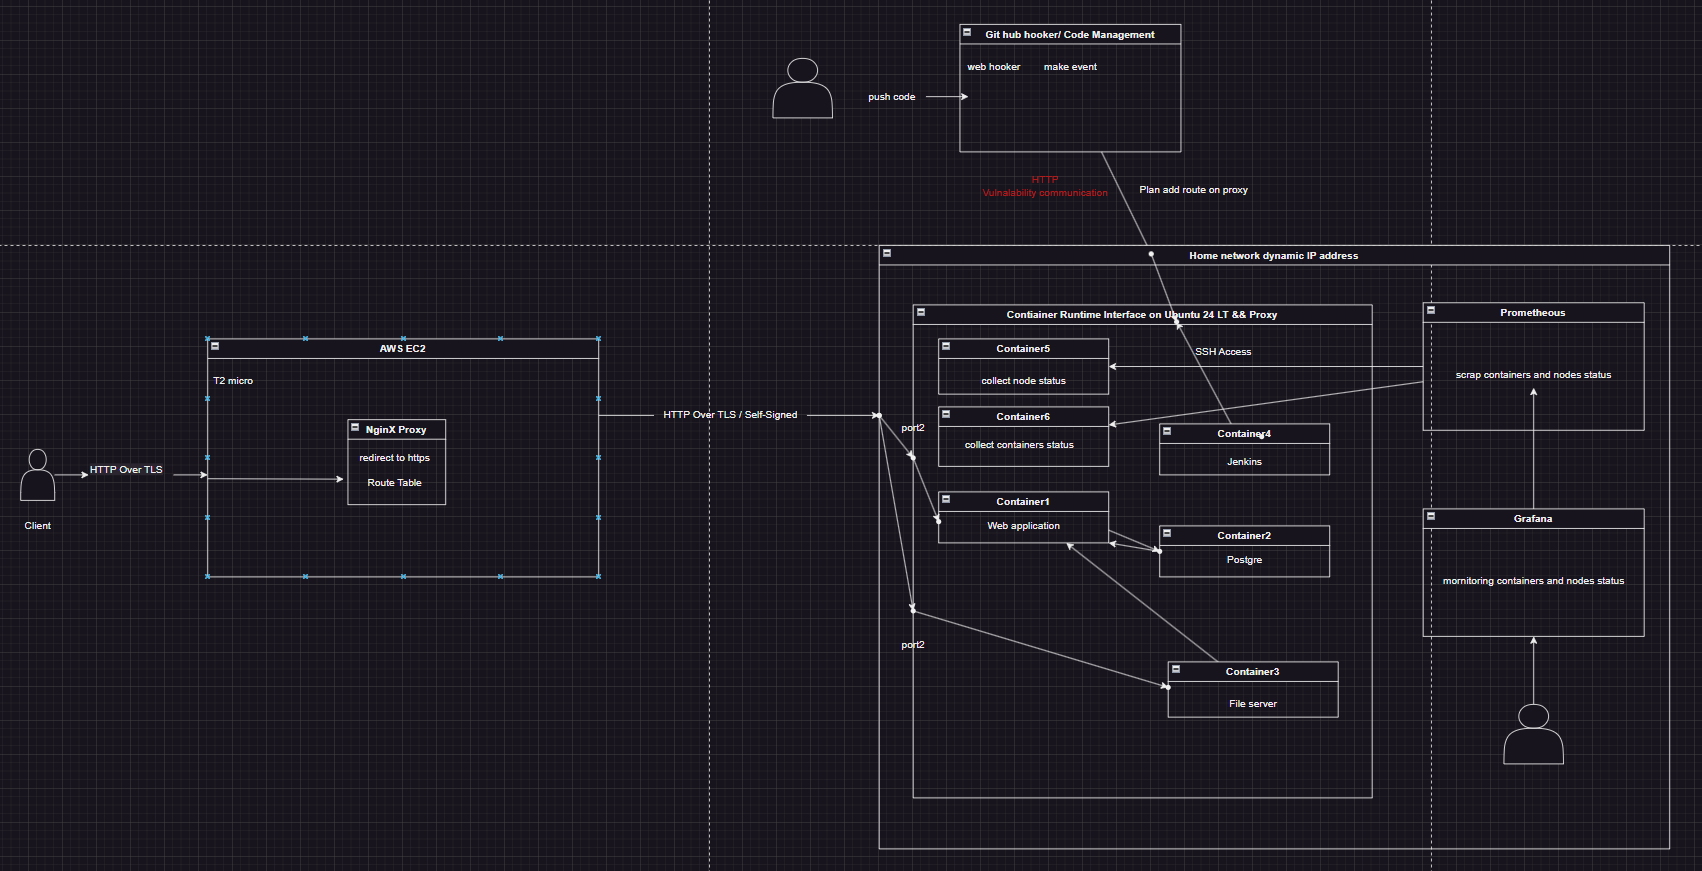 Git hub hooker/ Code Management
web hooker
make event
push code
HTTP
Vulnalability communication
Plan add route on proxy
Home network dynamic IP address
Contiainer Runtime Interface on Ubuntu 24 LT && Proxy
Prometheous
scrap containers and nodes status
Container5
collect node status
SSH Access
AWS EC2
T2 micro
NginX Proxy
redirect to https
Route Table
HTTP Over TLS / Self-Signed
port2
Container6
collect containers status
Container4
Jenkins
HTTP Over TLS
Client
Container1
Web application
Container2
Postgre
Grafana
mornitoring containers and nodes status
port2
Container3
File server